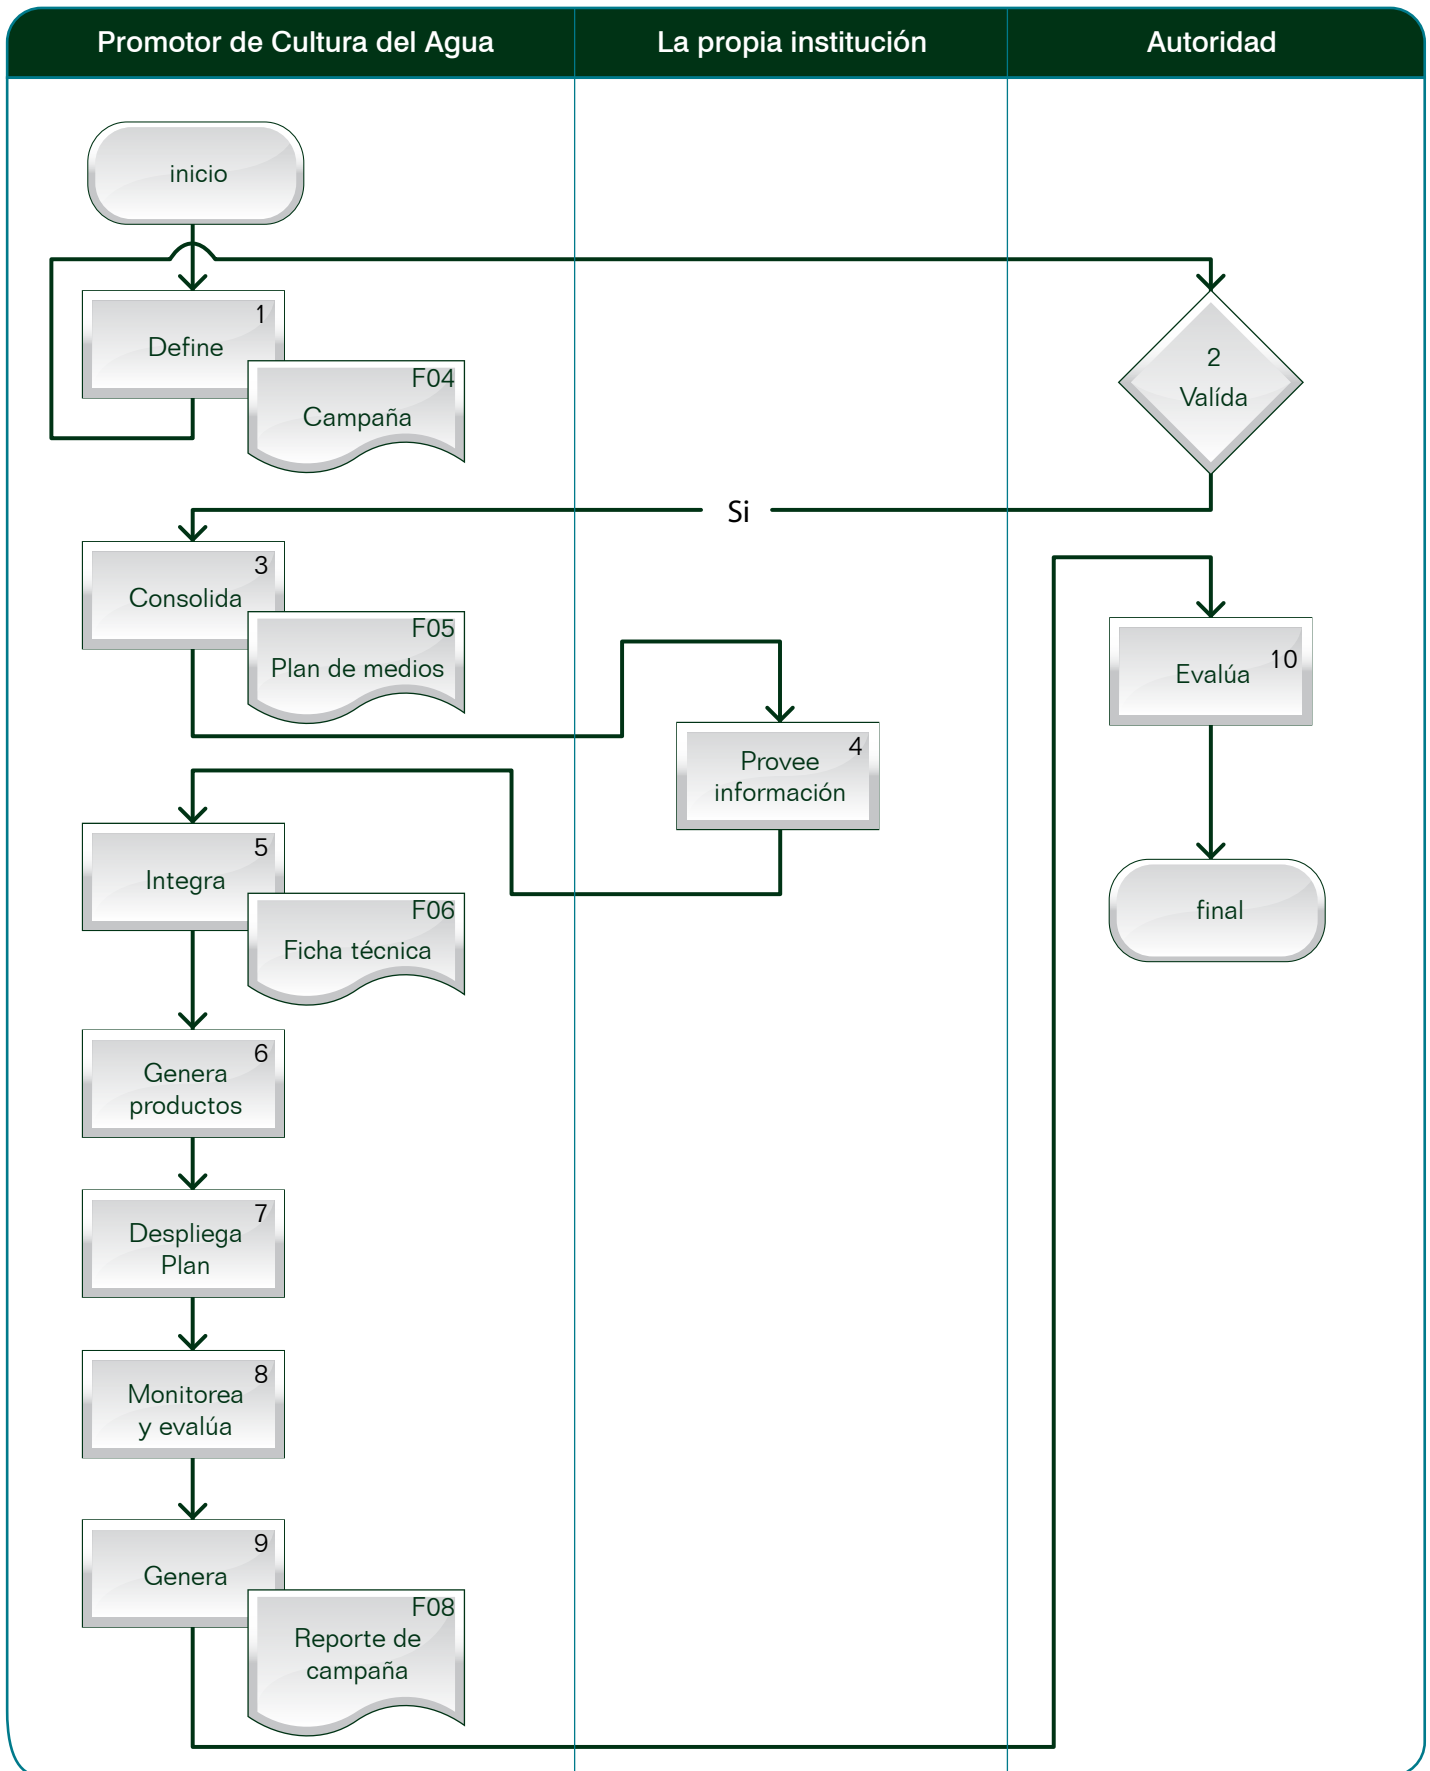 Promotor de Cultura del Agua
La propia institución
Autoridad
inicio
1
Define
F04
Campaña
2
Valída
Si
3
Consolida
F05
Plan de medios
4
Provee
información
5
Integra
F06
Ficha técnica
6
Genera
productos
7
Despliega
Plan
8
Monitorea
y evalúa
9
Genera
F08
Reporte de
campaña
10
Evalúa
final